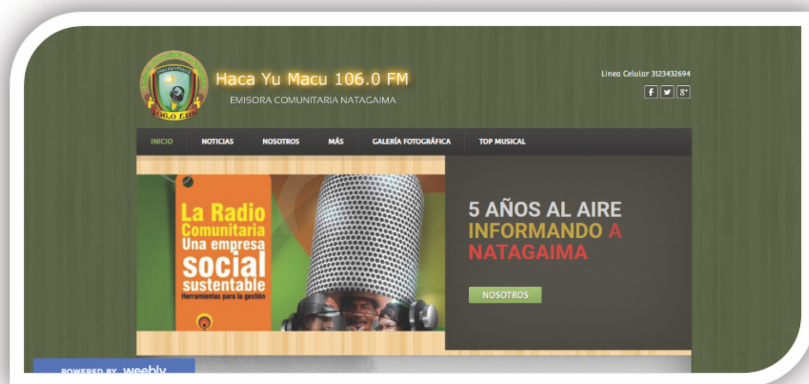 Haca Yu Macu 106.0 FM
EMISORA COMUNITARIA NATAGAIMA
106.0 F.M.
Linea Celular 3123432694
f g+
INICIO NOTICIAS NOSOTROS MÁS GALERÍA FOTOGRÁFICA TOP MUSICAL
La Radio
Comunitaria
Una empresa
social
sustentable
Herramientas para la gestión
5 AÑOS AL AIRE
INFORMANDO A
NATAGAIMA
NOSOTROS
POWERED BY weebly